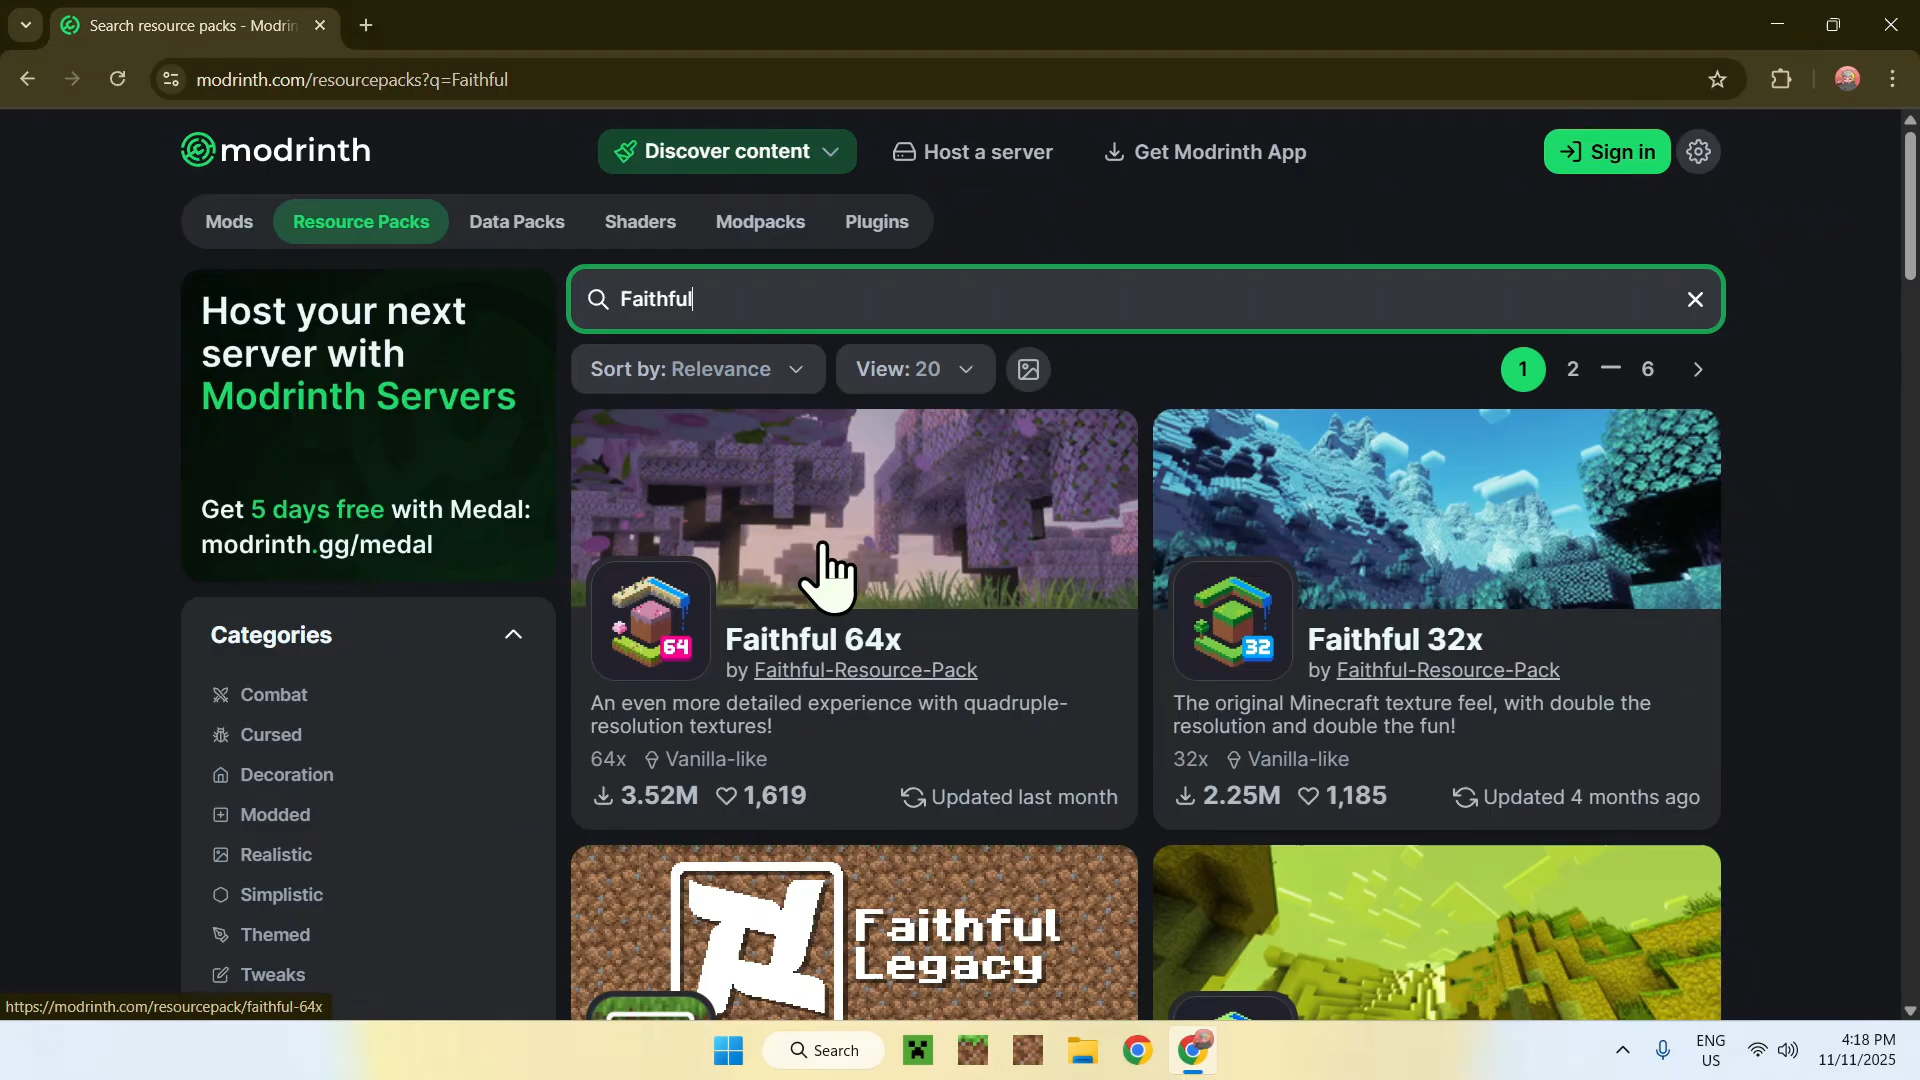 Search resource packs - Modrin
modrinth.com/resourcepacks?q=Faithful
modrinth
Discover content
Host a server
Get Modrinth App
Sign in
Mods
Resource Packs
Data Packs
Shaders
Modpacks
Plugins
Host your next
server with
Modrinth Servers
Get 5 days free with Medal:
modrinth.gg/medal
Faithful
Sort by: Relevance
View: 20
1
2
6
Categories
Combat
Cursed
Decoration
Modded
Realistic
Simplistic
Themed
Tweaks
64
Faithful 64x
by Faithful-Resource-Pack
An even more detailed experience with quadruple-
resolution textures!
64x Vanilla-like
3.52M 1,619 Updated last month
32
Faithful 32x
by Faithful-Resource-Pack
The original Minecraft texture feel, with double the
resolution and double the fun!
32x Vanilla-like
2.25M 1,185 Updated 4 months ago
Faithful
Legacy
https://modrinth.com/resourcepack/faithful-64x
Search
ENG
US
4:18 PM
11/11/2025